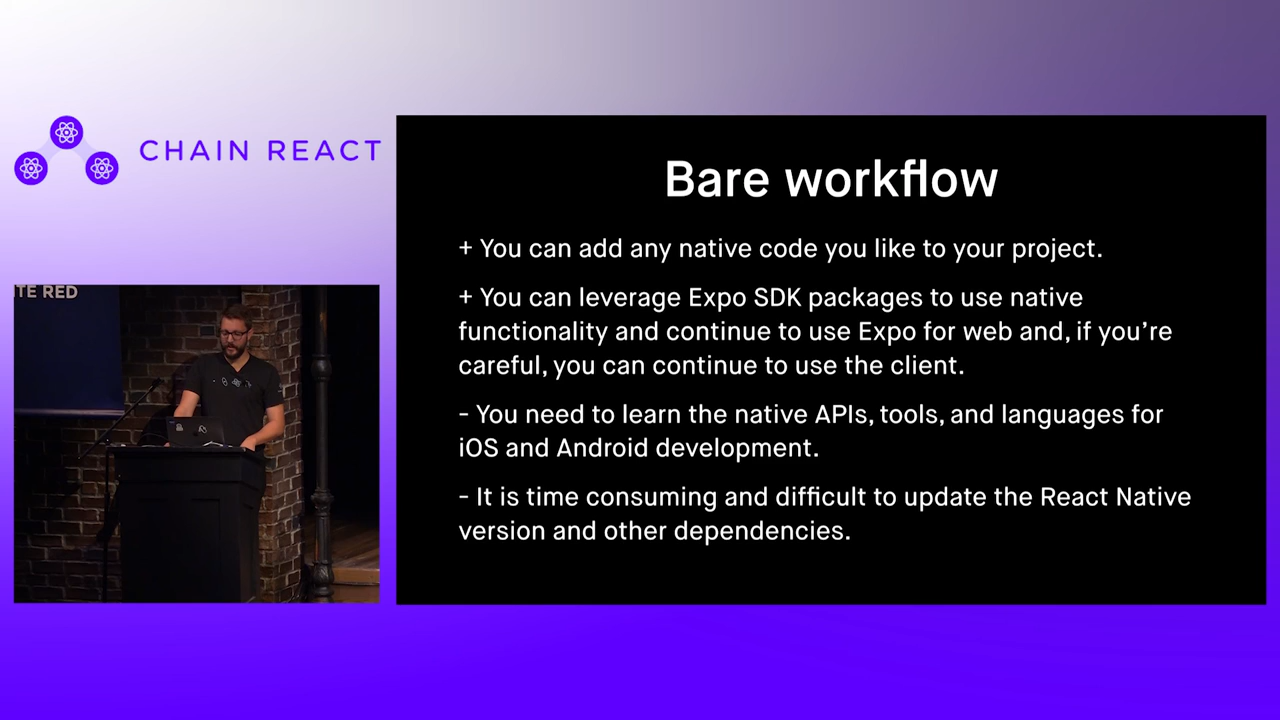 CHAIN REACT
TE RED
Bare workflow
+ You can add any native code you like to your project.
+ You can leverage Expo SDK packages to use native
functionality and continue to use Expo for web and, if you're
careful, you can continue to use the client.
- You need to learn the native APIs, tools, and languages for
iOS and Android development.
- It is time consuming and difficult to update the React Native
version and other dependencies.